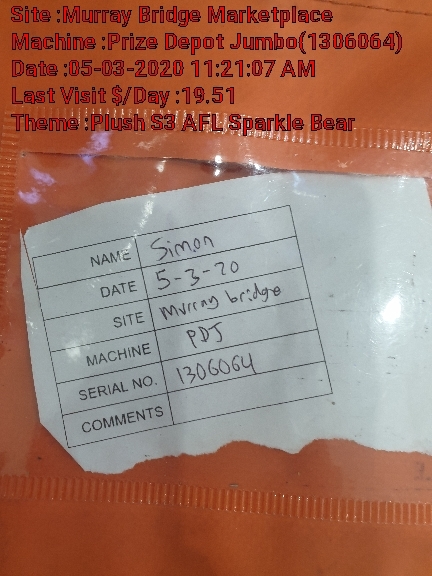 Site :Murray Bridge Marketplace
Machine :Prize Depot Jumbo(1306064)
Date :05-03-2020 11:21:07 AM
Last Visit $/Day :19.51
Theme :Plush S3 AFL Sparkle Bear
NAME Simon
DATE 5-3-20
SITE Murray bridge
MACHINE PDJ
SERIAL NO. 1306064
COMMENTS